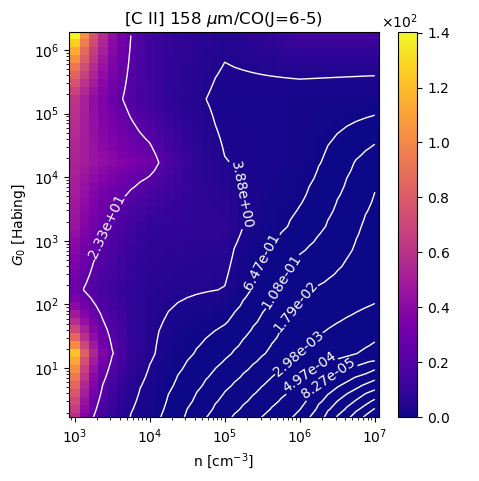 [C II] 158 μm/CO(J=6-5)
×10²
10⁶
10⁵
10⁴
10³
10²
10¹
G₀ [Habing]
2.33e+01
3.88e+00
6.47e-01
1.08e-01
1.79e-02
2.98e-03
4.97e-04
8.27e-05
10³
10⁴
10⁵
10⁶
10⁷
n [cm⁻³]
1.4
1.2
1.0
0.8
0.6
0.4
0.2
0.0